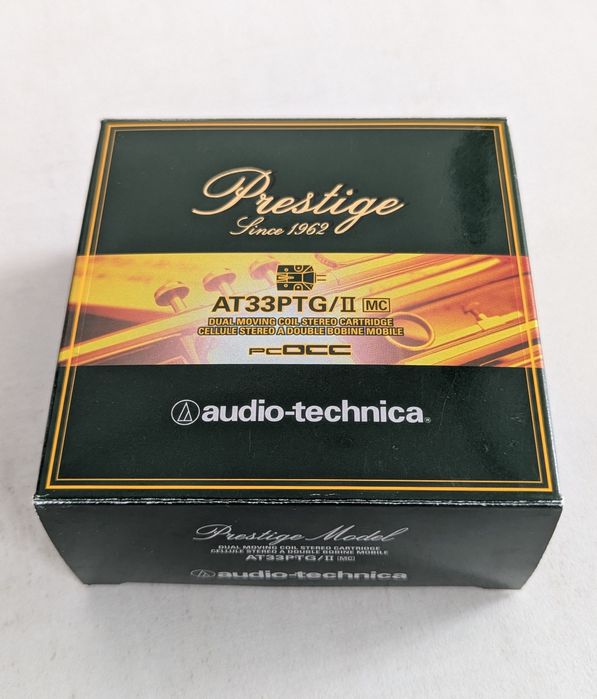 Prestige
Since 1962
AT33PTG/II MC
DUAL MOVING COIL STEREO CARTRIDGE
CELLULE STEREO A DOUBLE BOBINE MOBILE
PCOCC
audio-technica®
Prestige Model
DUAL MOVING COIL STEREO CARTRIDGE
CELLULE STEREO A DOUBLE BOBINE MOBILE
AT33PTG/II MC
audio-technica